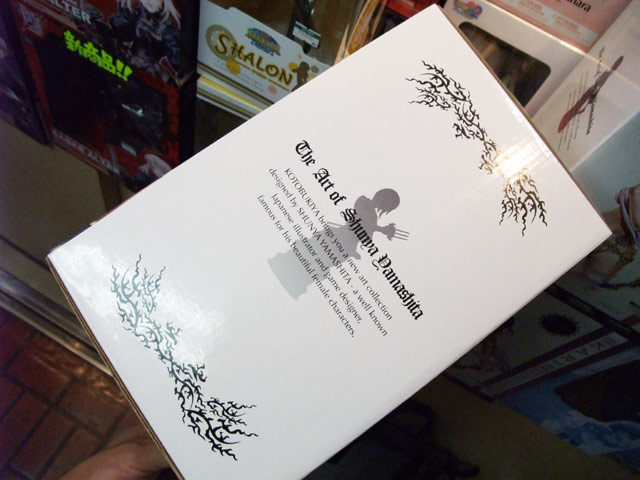 新商品!!
SHALON
The Art of Shunya Yamashita
KOTOBUKIYA brings you a new art collection
designed by SHUNYA YAMASHITA - a well known
Japanese illustrator and game designer,
famous for his beautiful female characters.